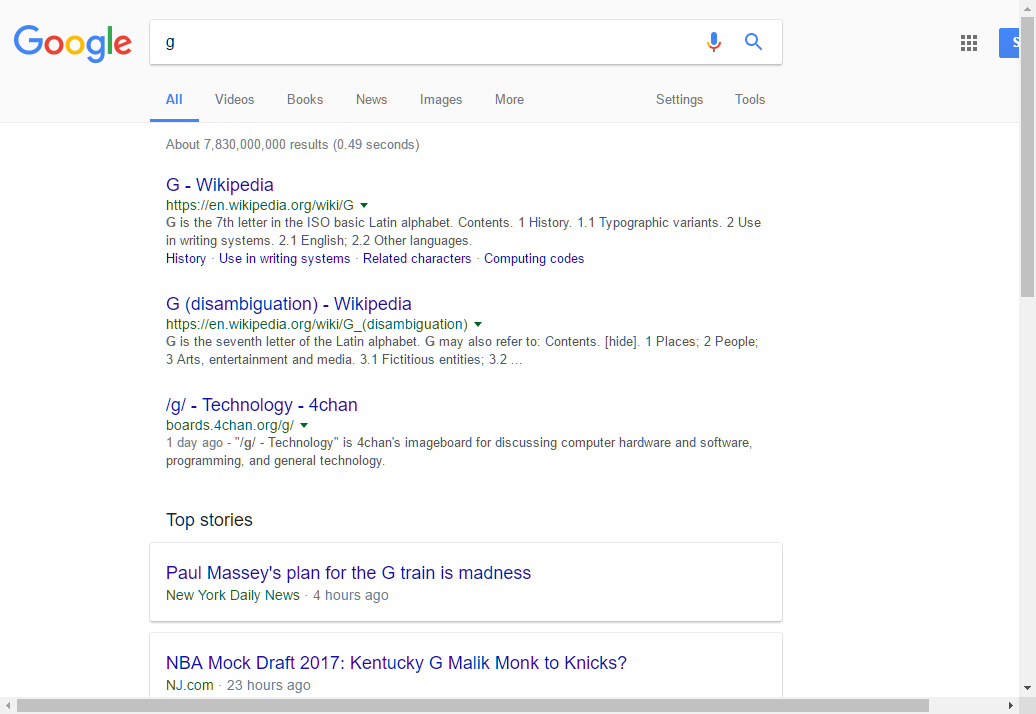 Google
g
S
All Videos Books News Images More Settings Tools
About 7,830,000,000 results (0.49 seconds)
G - Wikipedia
https://en.wikipedia.org/wiki/G
G is the 7th letter in the ISO basic Latin alphabet. Contents. 1 History. 1.1 Typographic variants. 2 Use
in writing systems. 2.1 English; 2.2 Other languages.
History · Use in writing systems · Related characters · Computing codes
G (disambiguation) - Wikipedia
https://en.wikipedia.org/wiki/G_(disambiguation)
G is the seventh letter of the Latin alphabet. G may also refer to: Contents. [hide]. 1 Places; 2 People;
3 Arts, entertainment and media. 3.1 Fictitious entities; 3.2 ...
/g/ - Technology - 4chan
boards.4chan.org/g/
1 day ago - "/g/ - Technology" is 4chan's imageboard for discussing computer hardware and software,
programming, and general technology.
Top stories
Paul Massey's plan for the G train is madness
New York Daily News · 4 hours ago
NBA Mock Draft 2017: Kentucky G Malik Monk to Knicks?
NJ.com · 23 hours ago